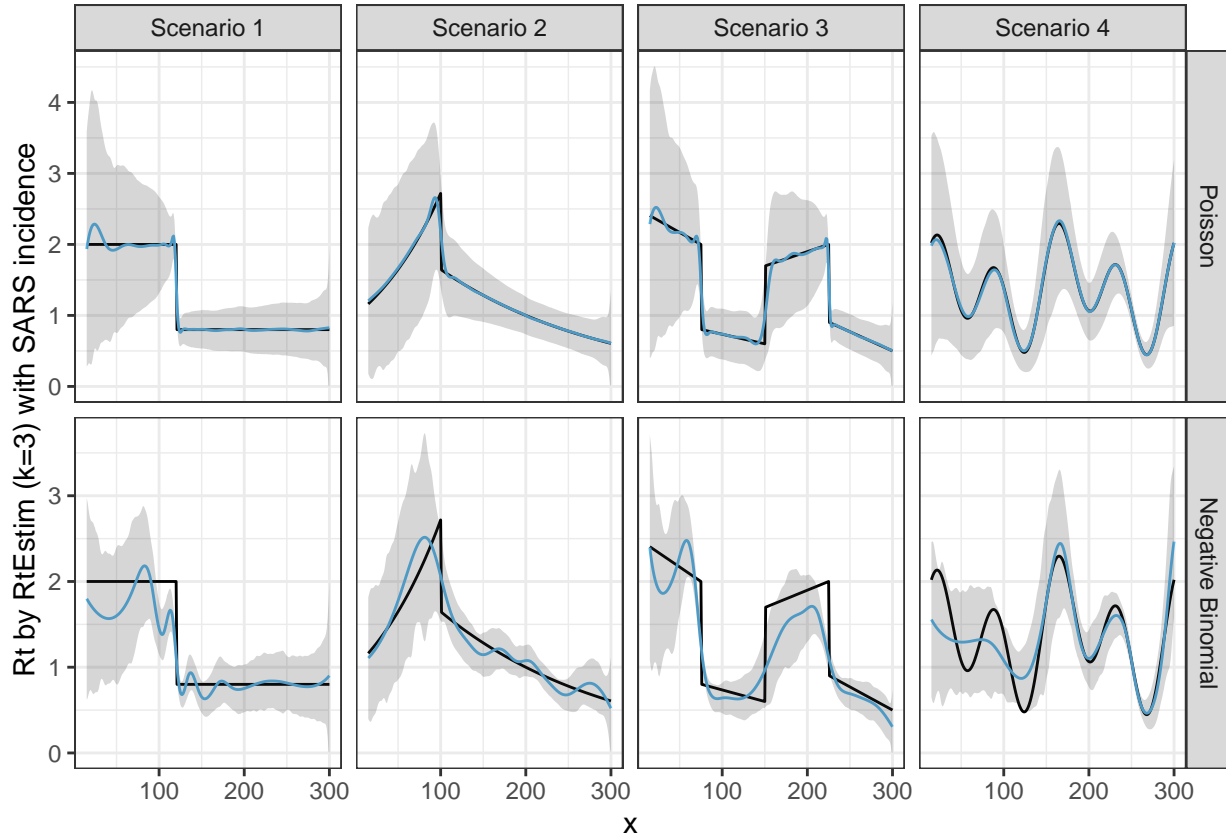 Scenario 1
Scenario 2
Scenario 3
Scenario 4
Rt by RtEstim (k=3) with SARS incidence
4
3
2
1
0
Poisson
3
2
1
0
Negative Binomial
100
200
300
100
200
300
100
200
300
100
200
300
x